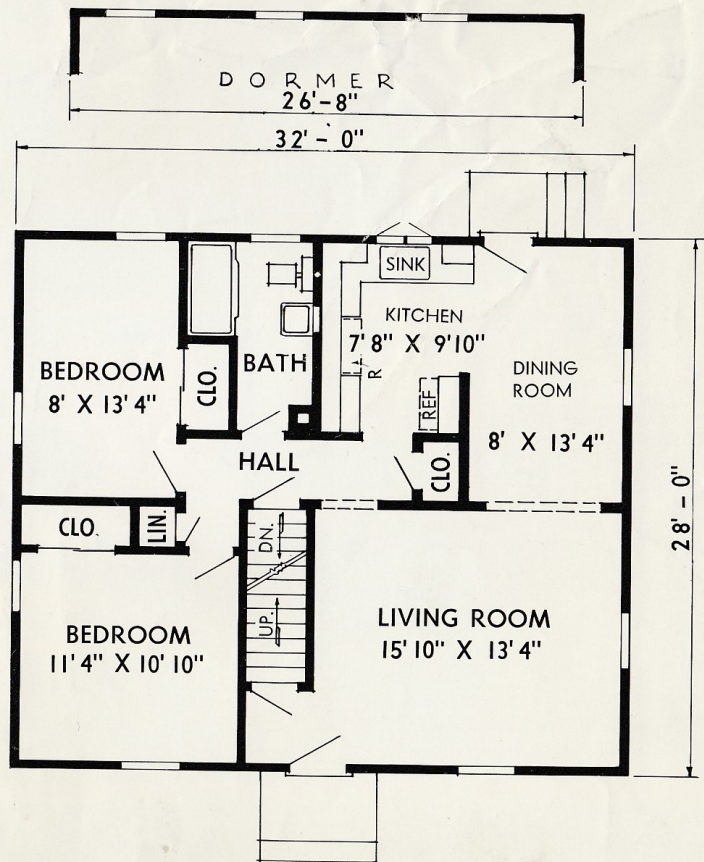 DORMER
26'-8"
32' - 0"
SINK
KITCHEN
7' 8" X 9'10"
R
REF
BEDROOM
8' X 13' 4"
CLO.
BATH
DINING
ROOM
8' X 13' 4"
HALL
CLO.
28' - 0"
CLO.
LIN.
DN.
UP.
BEDROOM
11' 4" X 10' 10"
LIVING ROOM
15' 10" X 13' 4"